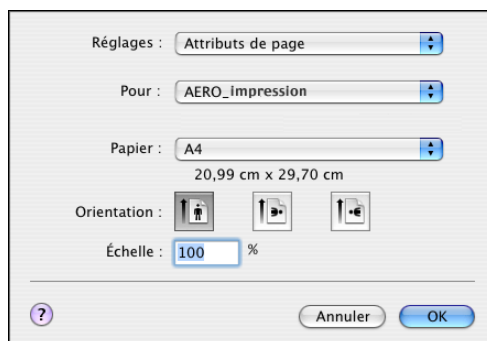 Réglages : Attributs de page
Pour : AERO_impression
Papier : A4
20,99 cm x 29,70 cm
Orientation :
Échelle : 100 %
? Annuler OK